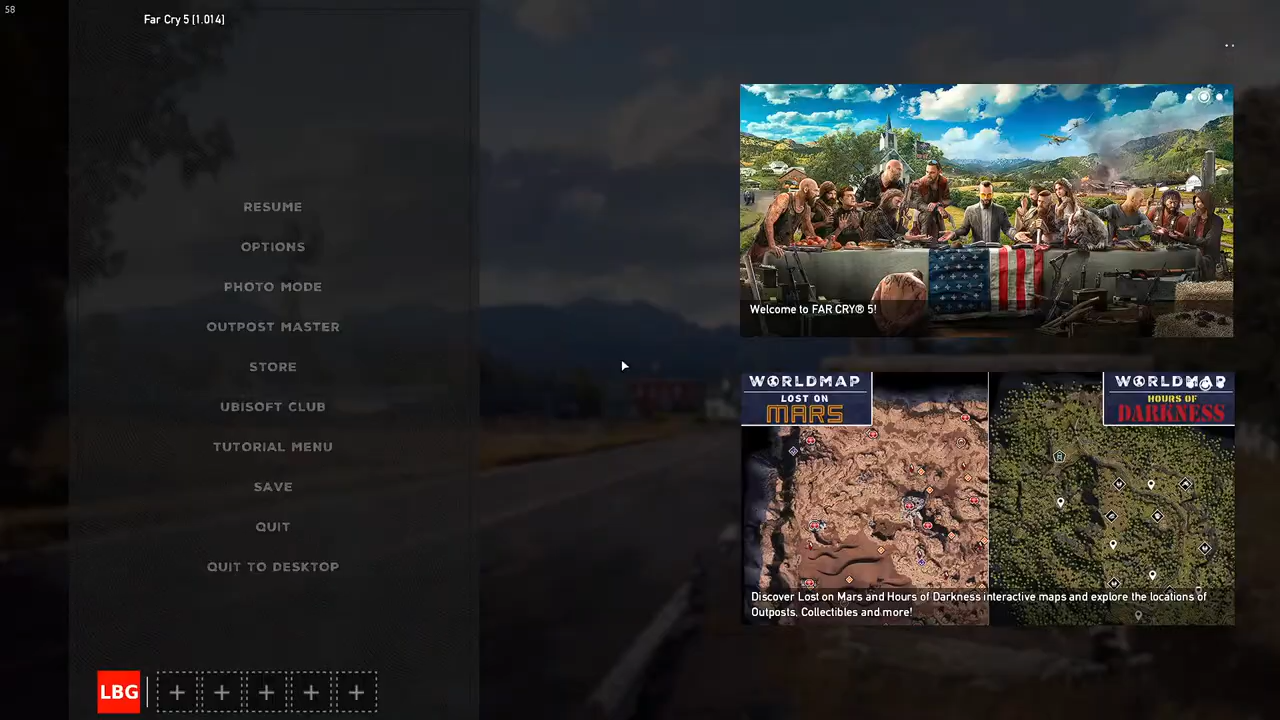 58
Far Cry 5 [1.014]
RESUME
OPTIONS
PHOTO MODE
OUTPOST MASTER
STORE
UBISOFT CLUB
TUTORIAL MENU
SAVE
QUIT
QUIT TO DESKTOP
LBG
Welcome to FAR CRY® 5!
WORLDMAP
LOST ON
MARS
WORLDMAP
HOURS OF
DARKNESS
Discover Lost on Mars and Hours of Darkness interactive maps and explore the locations of
Outposts, Collectibles and more!